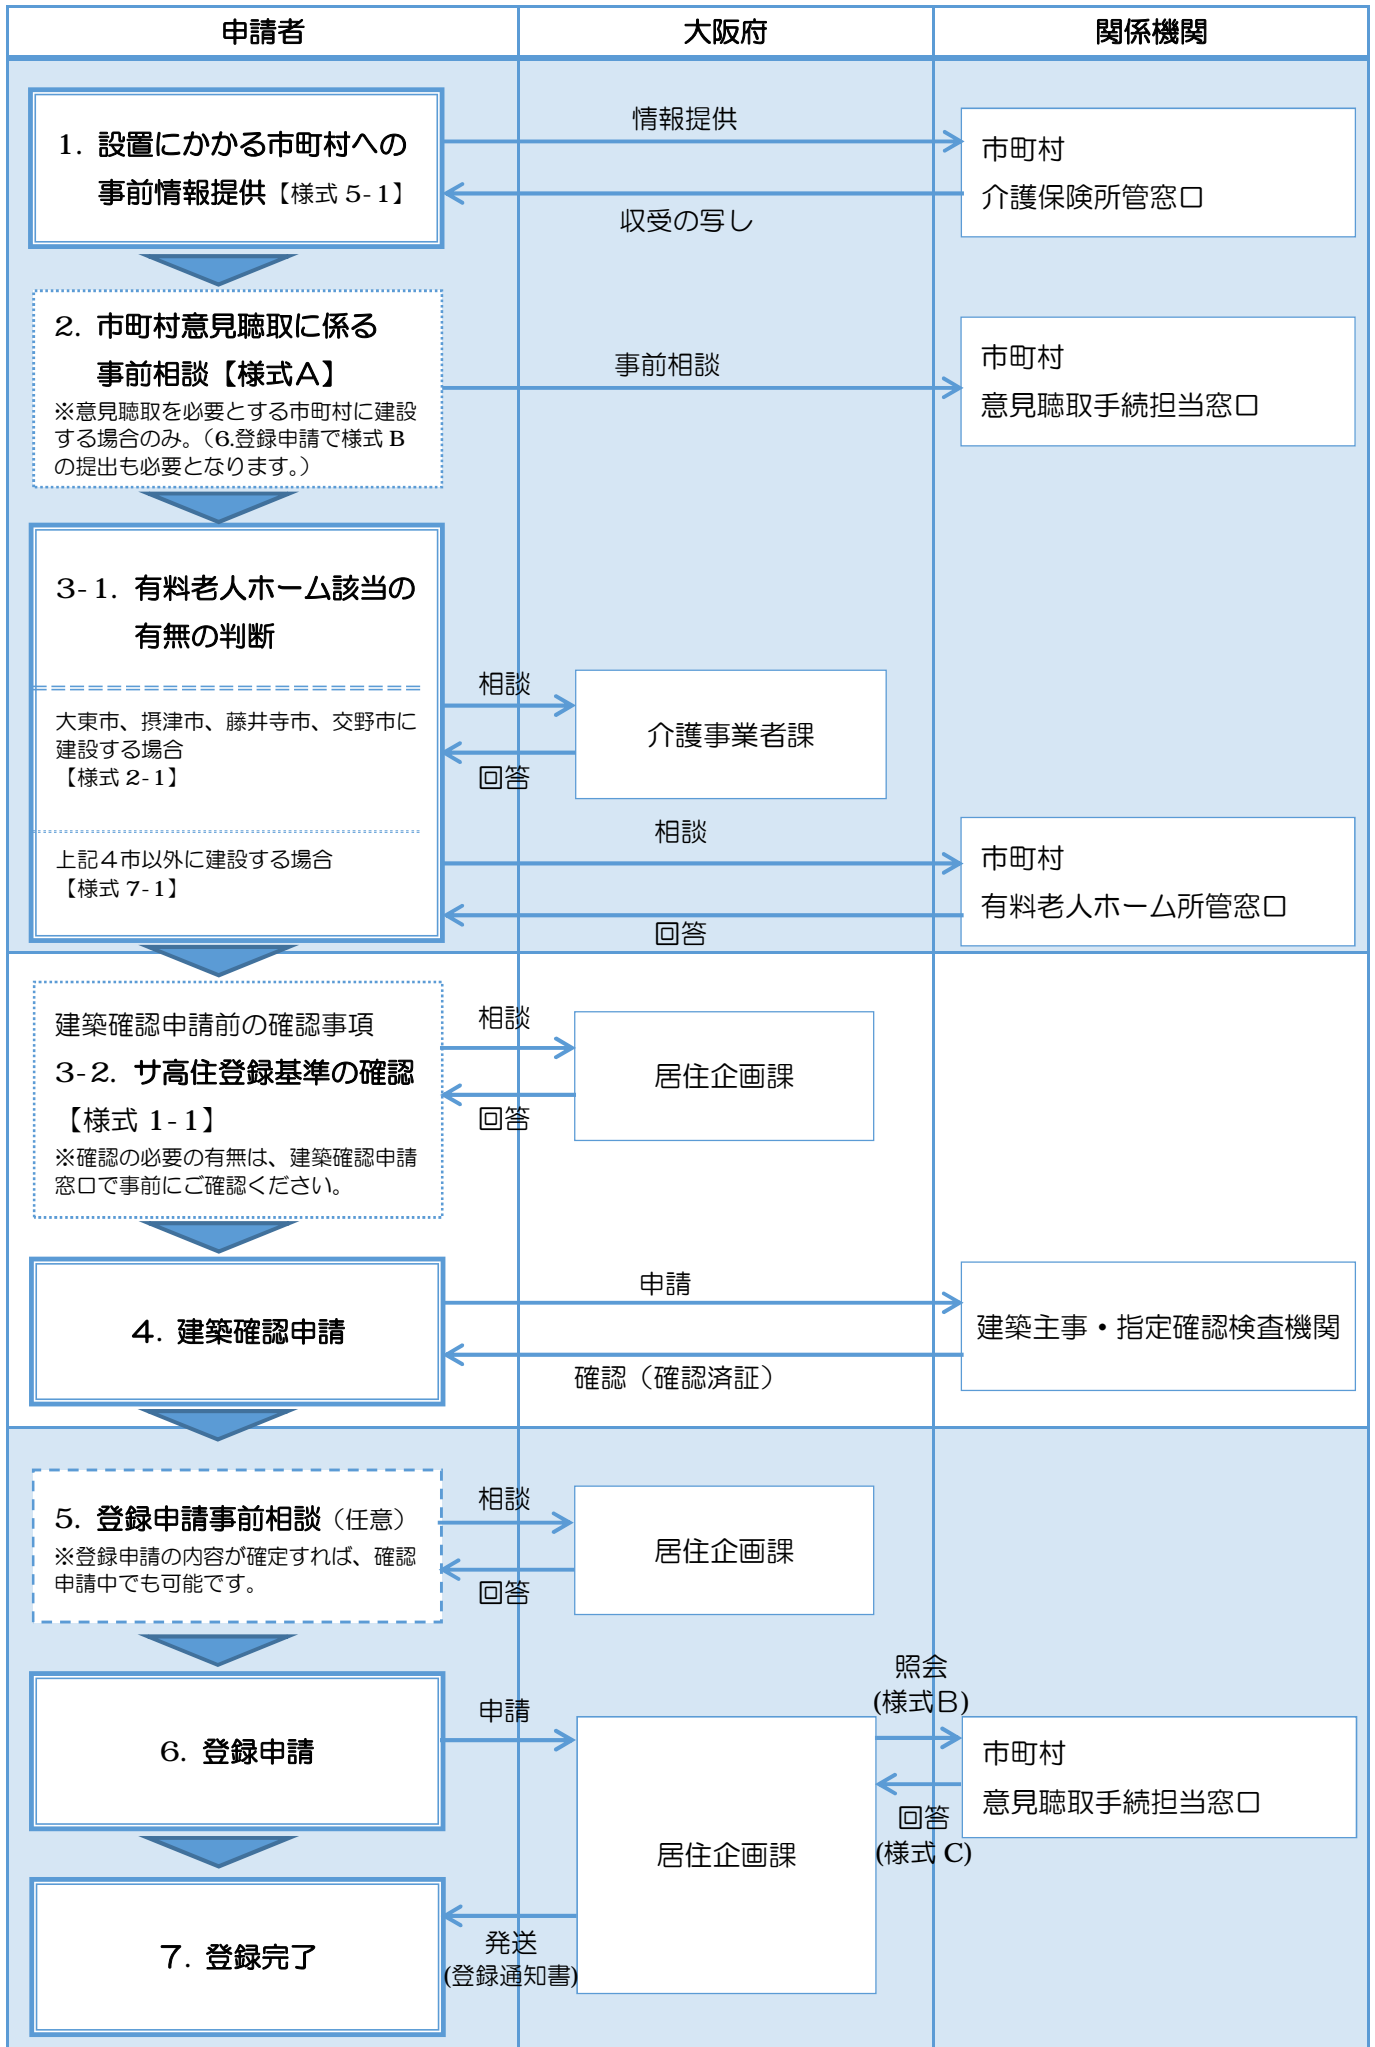 申請者
大阪府
関係機関
1. 設置にかかる市町村への
事前情報提供【様式 5-1】
情報提供
収受の写し
市町村
介護保険所管窓口
2. 市町村意見聴取に係る
事前相談【様式A】
※意見聴取を必要とする市町村に建設
する場合のみ。（6.登録申請で様式 B
の提出も必要となります。）
事前相談
市町村
意見聴取手続担当窓口
3-1. 有料老人ホーム該当の
有無の判断
大東市、摂津市、藤井寺市、交野市に
建設する場合
【様式 2-1】
相談
回答
介護事業者課
上記４市以外に建設する場合
【様式 7-1】
相談
回答
市町村
有料老人ホーム所管窓口
建築確認申請前の確認事項
3-2. サ高住登録基準の確認
【様式 1-1】
※確認の必要の有無は、建築確認申請
窓口で事前にご確認ください。
相談
回答
居住企画課
４. 建築確認申請
申請
確認（確認済証）
建築主事・指定確認検査機関
5. 登録申請事前相談（任意）
※登録申請の内容が確定すれば、確認
申請中でも可能です。
相談
回答
居住企画課
6. 登録申請
申請
居住企画課
照会
(様式Ｂ)
回答
(様式 C)
市町村
意見聴取手続担当窓口
７. 登録完了
発送
(登録通知書)